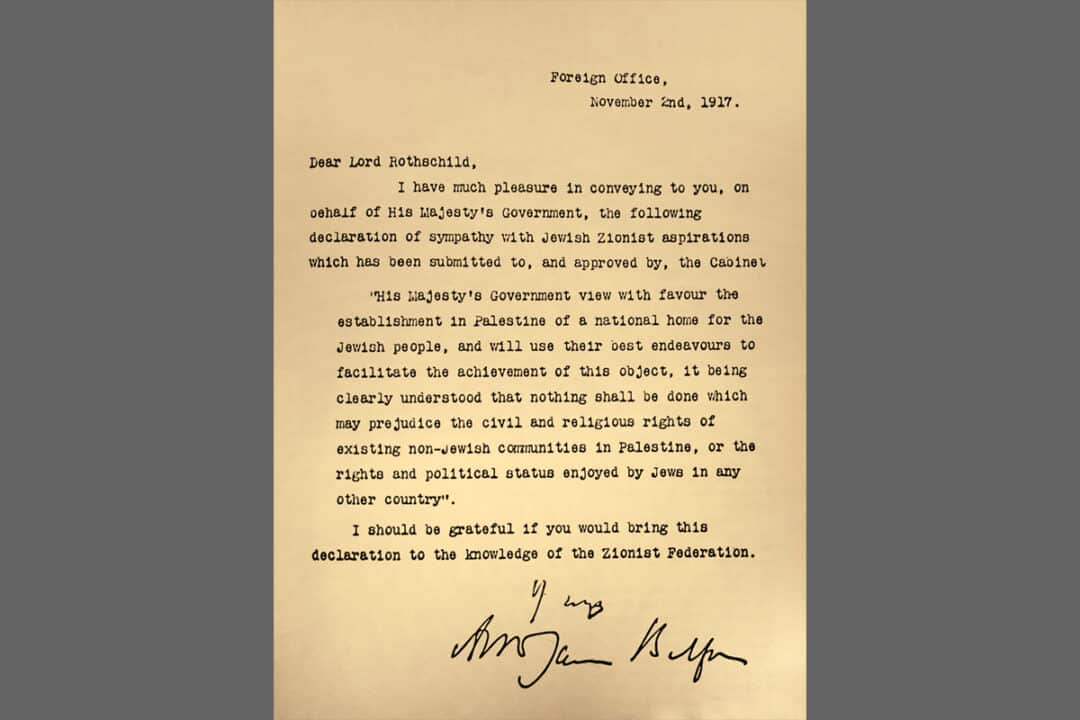 Foreign Office,
November 2nd, 1917.
Dear Lord Rothschild,
I have much pleasure in conveying to you, on
behalf of His Majesty's Government, the following
declaration of sympathy with Jewish Zionist aspirations
which has been submitted to, and approved by, the Cabinet
"His Majesty's Government view with favour the
establishment in Palestine of a national home for the
Jewish people, and will use their best endeavours to
facilitate the achievement of this object, it being
clearly understood that nothing shall be done which
may prejudice the civil and religious rights of
existing non-Jewish communities in Palestine, or the
rights and political status enjoyed by Jews in any
other country".
I should be grateful if you would bring this
declaration to the knowledge of the Zionist Federation.
Arthur James Balfour